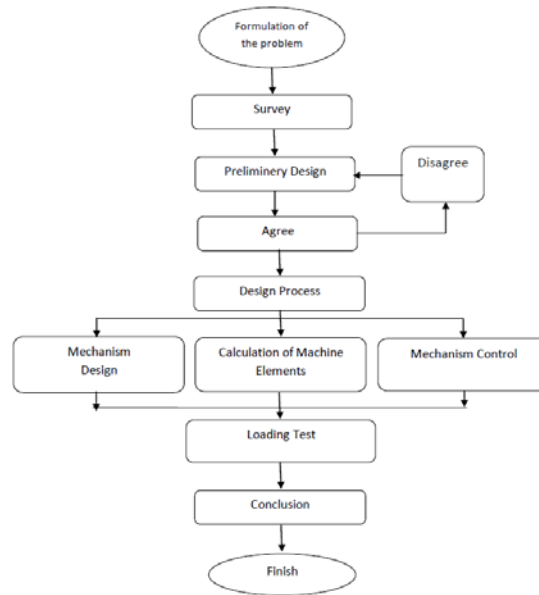 Formulation of
the problem
Survey
Preliminery Design
Disagree
Agree
Design Process
Mechanism
Design
Calculation of Machine
Elements
Mechanism Control
Loading Test
Conclusion
Finish